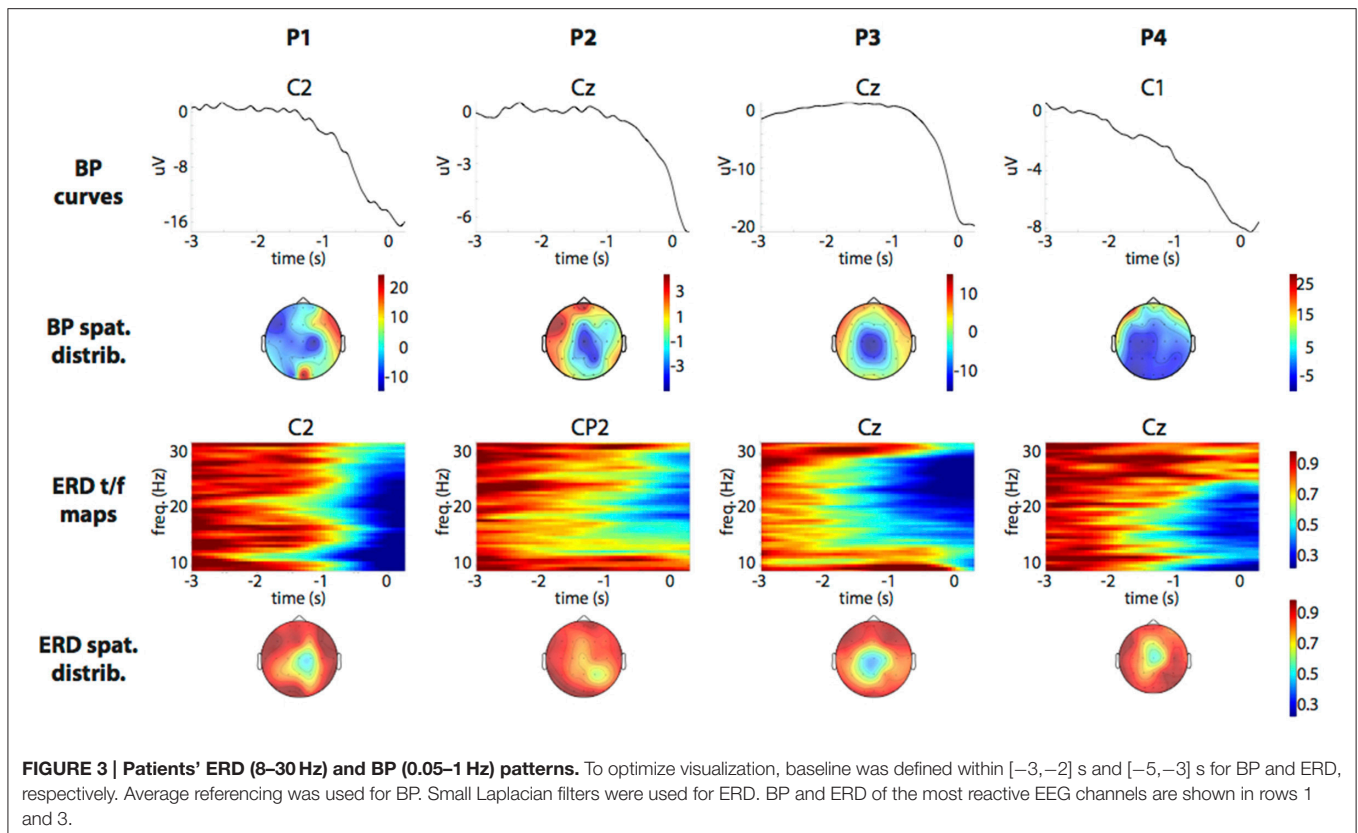 P1 P2 P3 P4
C2 Cz Cz C1
BP curves
uV
0
-8
-16
-3 -2 -1 0
time (s)
uV
0
-3
-6
-3 -2 -1 0
time (s)
uV
0
-10
-20
-3 -2 -1 0
time (s)
uV
0
-4
-8
-3 -2 -1 0
time (s)
BP spat.
distrib.
20
10
0
-10
3
1
-1
-3
10
0
-10
25
15
5
-5
C2 CP2 Cz Cz
ERD t/f
maps
freq. (Hz)
30
20
10
-3 -2 -1 0
time (s)
freq. (Hz)
30
20
10
-3 -2 -1 0
time (s)
freq. (Hz)
30
20
10
-3 -2 -1 0
time (s)
freq. (Hz)
30
20
10
-3 -2 -1 0
time (s)
0.9
0.7
0.5
0.3
ERD spat.
distrib.
0.9
0.7
0.5
0.3
FIGURE 3 | Patients' ERD (8–30 Hz) and BP (0.05–1 Hz) patterns. To optimize visualization, baseline was defined within [−3,−2] s and [−5,−3] s for BP and ERD,
respectively. Average referencing was used for BP. Small Laplacian filters were used for ERD. BP and ERD of the most reactive EEG channels are shown in rows 1
and 3.